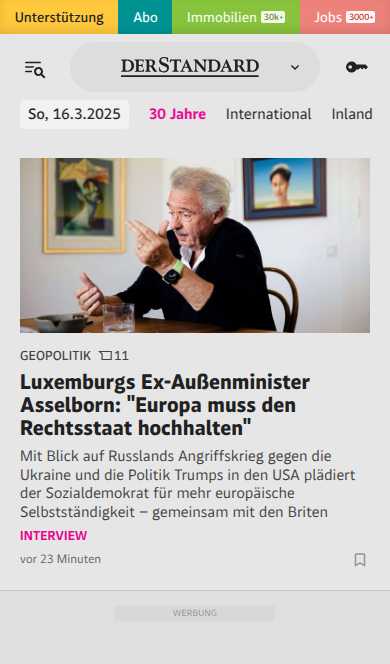 Unterstützung Abo Immobilien 30k+ Jobs 3000+
DERSTANDARD
So, 16.3.2025 30 Jahre International Inland
GEOPOLITIK 11
Luxemburgs Ex-Außenminister
Asselborn: "Europa muss den
Rechtsstaat hochhalten"
Mit Blick auf Russlands Angriffskrieg gegen die
Ukraine und die Politik Trumps in den USA plädiert
der Sozialdemokrat für mehr europäische
Selbstständigkeit – gemeinsam mit den Briten
INTERVIEW
vor 23 Minuten
WERBUNG